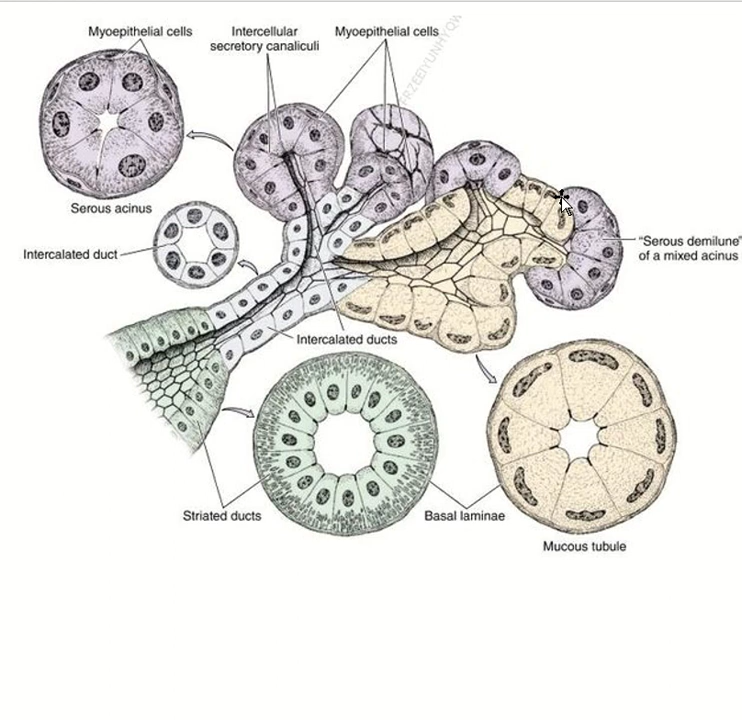 Myoepithelial cells
Intercellular
secretory canaliculi
Myoepithelial cells
Serous acinus
Intercalated duct
"Serous demilune"
of a mixed acinus
Intercalated ducts
Striated ducts
Basal laminae
Mucous tubule